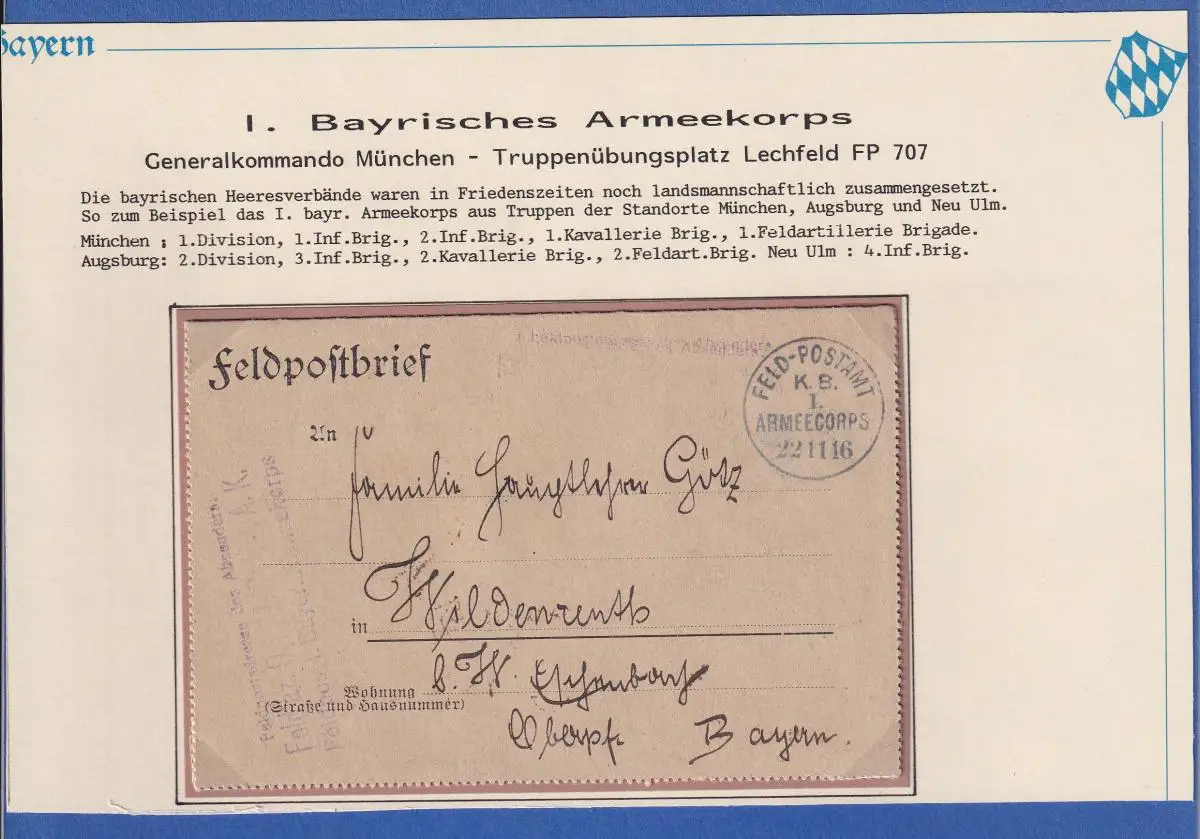 Bayern
I. Bayrisches Armeekorps
Generalkommando München - Truppenübungsplatz Lechfeld FP 707
Die bayrischen Heeresverbände waren in Friedenszeiten noch landsmannschaftlich zusammengesetzt.
So zum Beispiel das I. bayr. Armeekorps aus Truppen der Standorte München, Augsburg und Neu Ulm.
München : 1.Division, 1.Inf.Brig., 2.Inf.Brig., 1.Kavallerie Brig., 1.Feldartillerie Brigade.
Augsburg: 2.Division, 3.Inf.Brig., 2.Kavallerie Brig., 2.Feldart.Brig. Neu Ulm : 4.Inf.Brig.
Feldpostbrief
FELD-POSTAMT
K. B.
I.
ARMEECORPS
22 11 16
An
Familie Hauptlehrer Götz
in Wildenreuth
Wohnung b. W. Eschenbach
(Straße und Hausnummer)
Oberpf. Bayern.
des Absenders:
A.K.